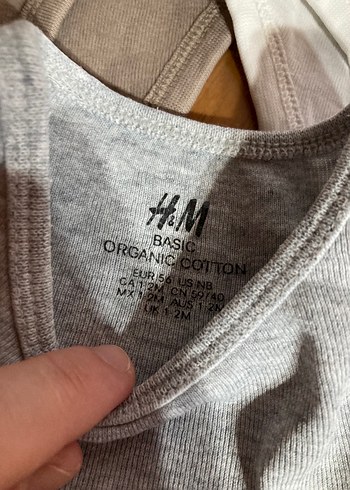 H&M
BASIC
ORGANIC COTTON
EUR 56 US NB
CA 1-2M CN 59/40
MX 1-2M AUS 1-2M
UK 1-2M